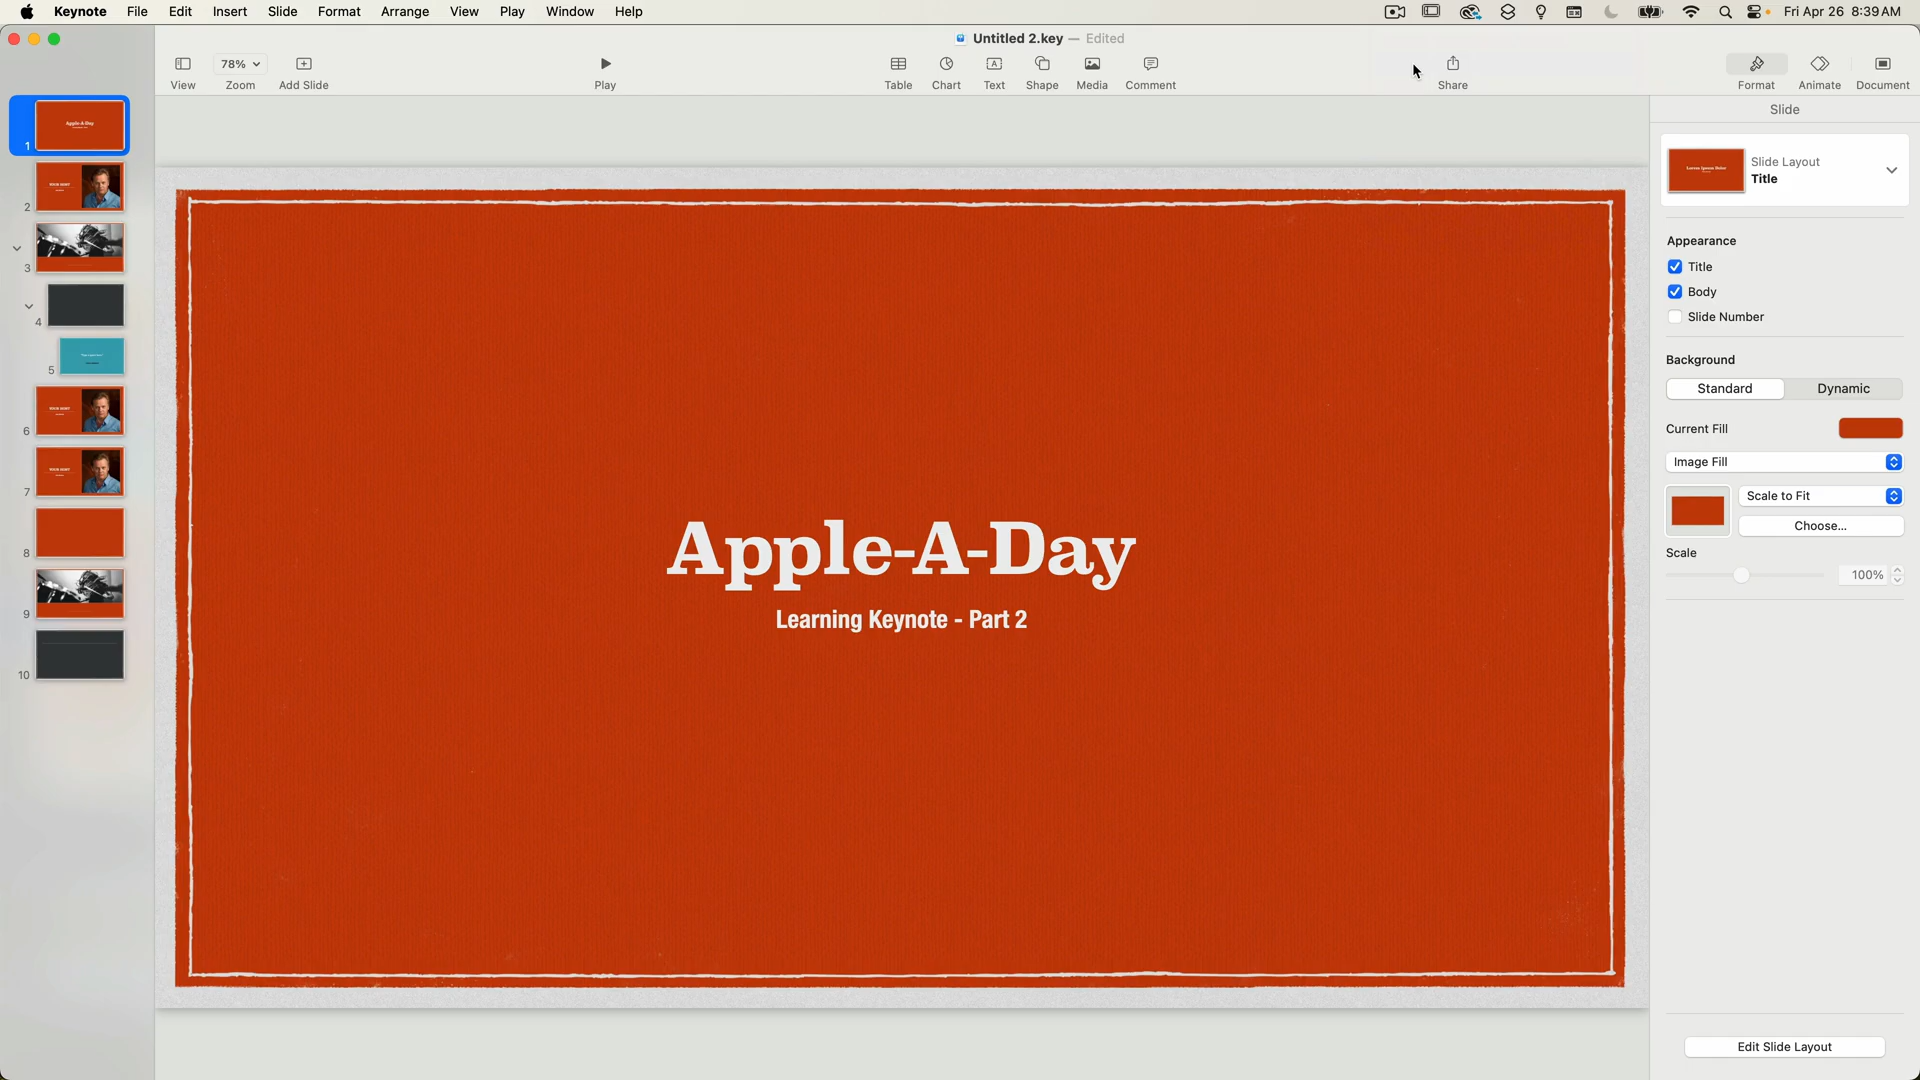 Keynote File Edit Insert Slide Format Arrange View Play Window Help Fri Apr 26 8:39 AM
Untitled 2.key — Edited
78%
View Zoom Add Slide Play Table Chart Text Shape Media Comment Share Format Animate Document
Slide
Slide Layout
Title
Appearance
Title
Body
Slide Number
Background
Standard Dynamic
Current Fill
Image Fill
Scale to Fit
Choose...
Scale
100%
Edit Slide Layout
Apple-A-Day
Learning Keynote - Part 2
Apple-A-Day
1
2
3
4
5
6
7
8
9
10